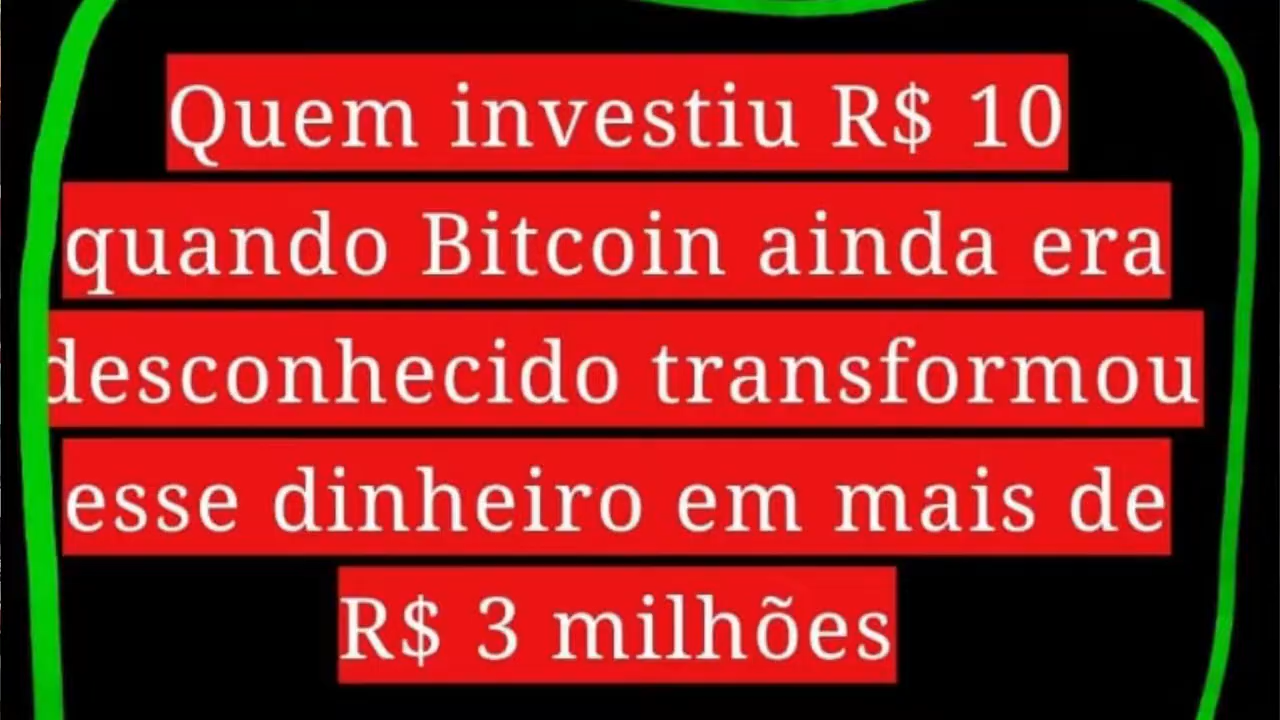 Quem investiu R$ 10
quando Bitcoin ainda era
desconhecido transformou
esse dinheiro em mais de
R$ 3 milhões